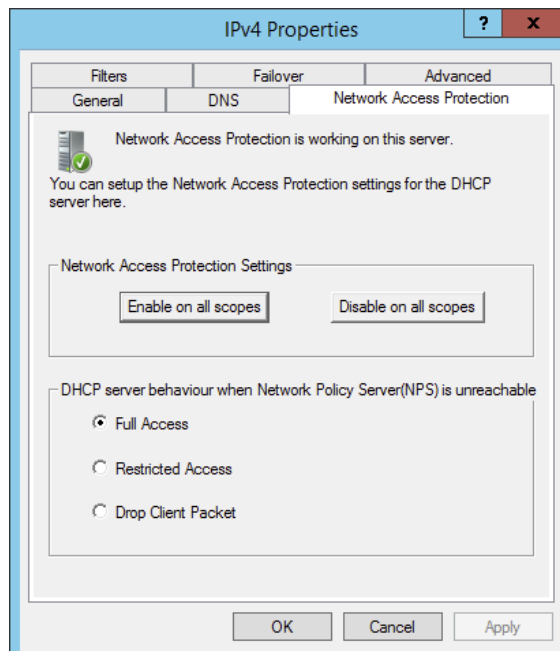 IPv4 Properties
?
x
Filters
Failover
Advanced
General
DNS
Network Access Protection
Network Access Protection is working on this server.
You can setup the Network Access Protection settings for the DHCP
server here.
Network Access Protection Settings
Enable on all scopes
Disable on all scopes
DHCP server behaviour when Network Policy Server(NPS) is unreachable
Full Access
Restricted Access
Drop Client Packet
OK
Cancel
Apply